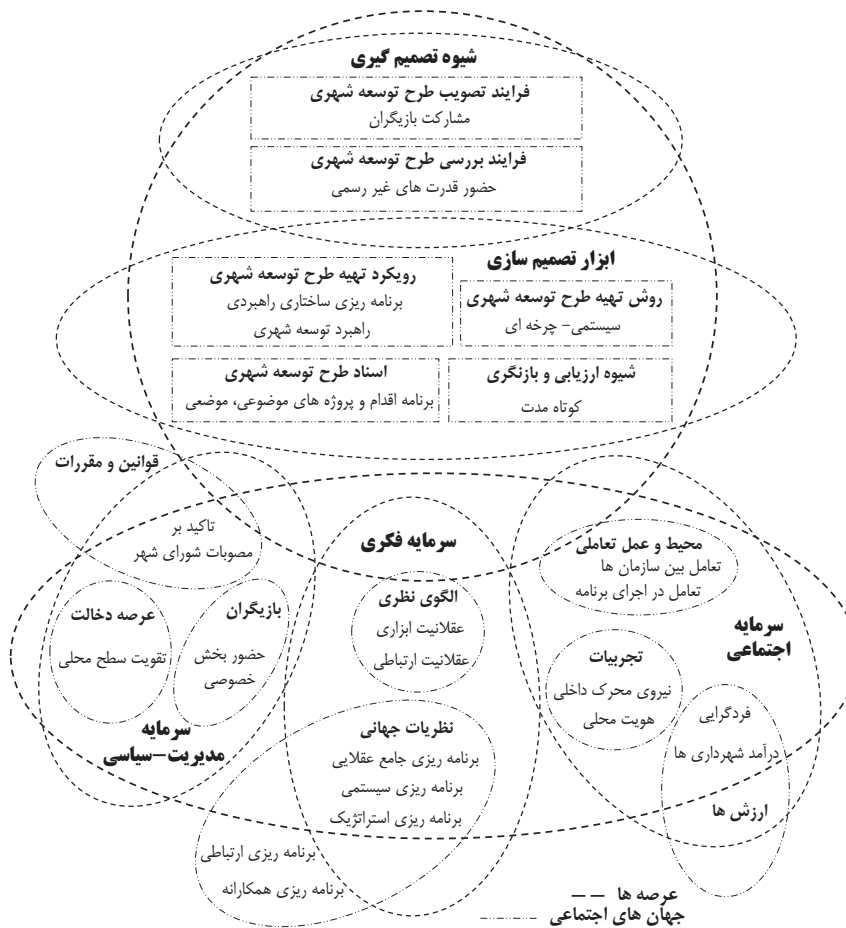 شیوه تصمیم گیری
فرایند تصویب طرح توسعه شهری
مشارکت بازیگران
فرایند بررسی طرح توسعه شهری
حضور قدرت های غیر رسمی
ابزار تصمیم سازی
رویکرد تهیه طرح توسعه شهری
برنامه ریزی ساختاری راهبردی
راهبرد توسعه شهری
روش تهیه طرح توسعه شهری
سیستمی- چرخه ای
اسناد طرح توسعه شهری
برنامه اقدام و پروژه های موضوعی، موضعی
شیوه ارزیابی و بازنگری
کوتاه مدت
قوانین و مقررات
تاکید بر
مصوبات شورای شهر
سرمایه فکری
محیط و عمل تعاملی
تعامل بین سازمان ها
تعامل در اجرای برنامه
الگوی نظری
عقلانیت ابزاری
عقلانیت ارتباطی
بازیگران
حضور بخش
خصوصی
عرصه دخالت
تقویت سطح محلی
سرمایه
اجتماعی
تجربیات
نیروی محرک داخلی
هویت محلی
سرمایه
مدیریت–سیاسی
نظریات جهانی
برنامه ریزی جامع عقلایی
برنامه ریزی سیستمی
برنامه ریزی استراتژیک
برنامه ریزی ارتباطی
برنامه ریزی همکارانه
فردگرایی
درآمد شهرداری ها
ارزش ها
عرصه ها
جهان های اجتماعی